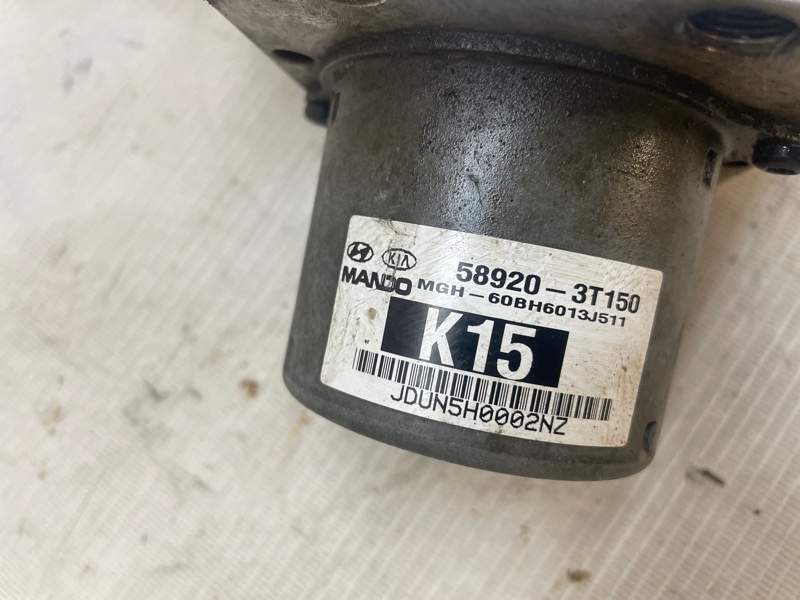 KIA 58920-3T150
MANDO MGH-60BH6013J511
K15
JDUN5H0002NZ